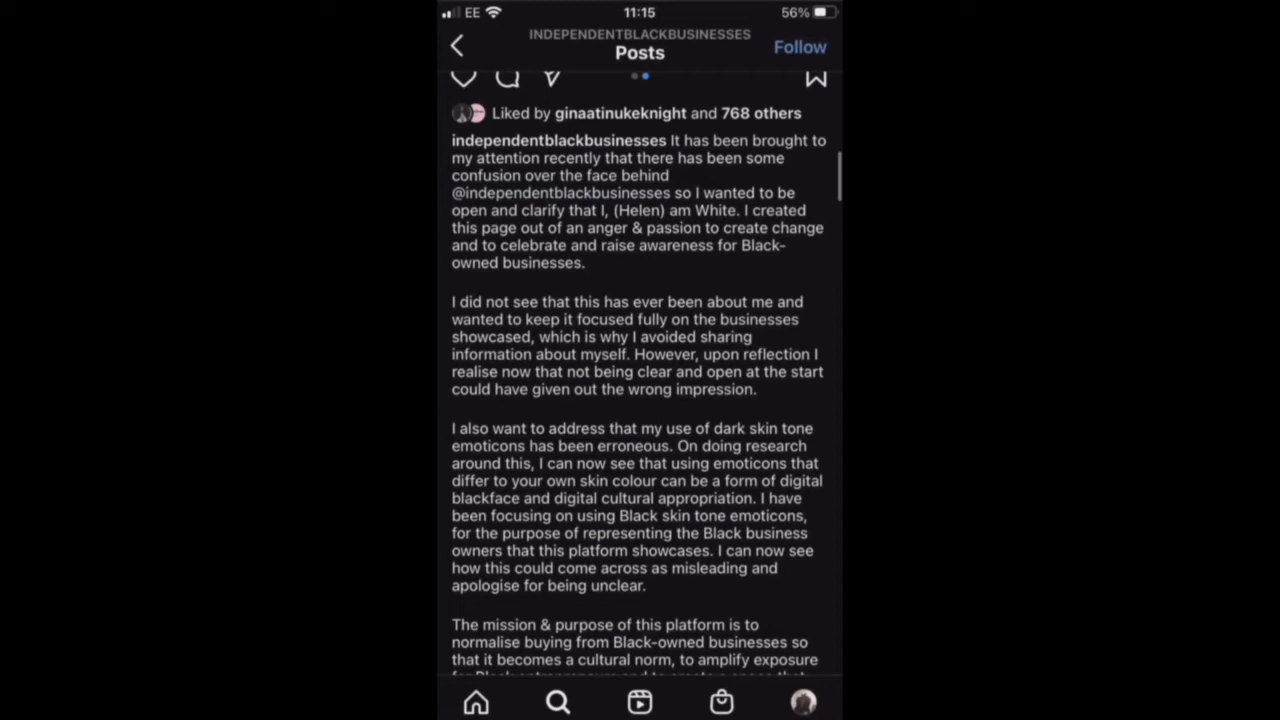 EE
11:15
56%
INDEPENDENTBLACKBUSINESSES
Posts
Follow
Liked by ginaatinukeknight and 768 others
independentblackbusinesses It has been brought to
my attention recently that there has been some
confusion over the face behind
@independentblackbusinesses so I wanted to be
open and clarify that I, (Helen) am White. I created
this page out of an anger & passion to create change
and to celebrate and raise awareness for Black-
owned businesses.
I did not see that this has ever been about me and
wanted to keep it focused fully on the businesses
showcased, which is why I avoided sharing
information about myself. However, upon reflection I
realise now that not being clear and open at the start
could have given out the wrong impression.
I also want to address that my use of dark skin tone
emoticons has been erroneous. On doing research
around this, I can now see that using emoticons that
differ to your own skin colour can be a form of digital
blackface and digital cultural appropriation. I have
been focusing on using Black skin tone emoticons,
for the purpose of representing the Black business
owners that this platform showcases. I can now see
how this could come across as misleading and
apologise for being unclear.
The mission & purpose of this platform is to
normalise buying from Black-owned businesses so
that it becomes a cultural norm, to amplify exposure